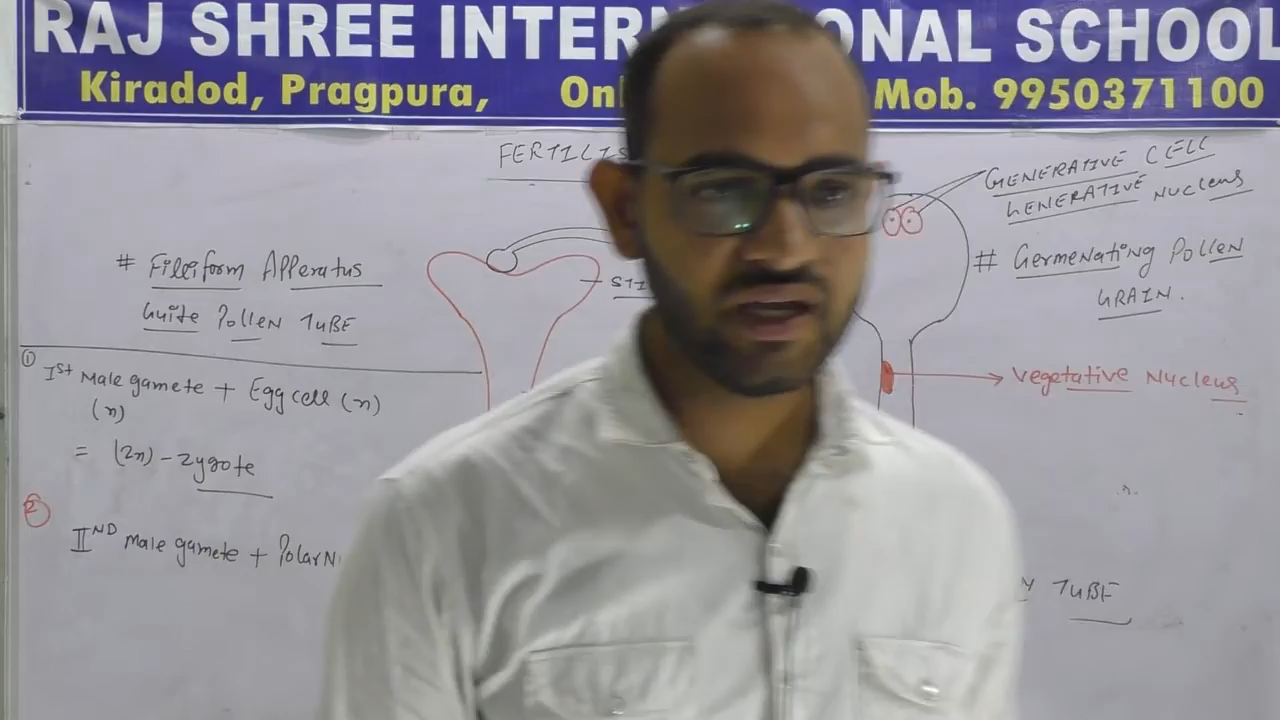 RAJ SHREE INTER ONAL SCHOOL
Kiradod, Pragpura, Onl Mob. 9950371100
FERTILIS
GENERATIVE CELL
GENERATIVE NUCLEUS
# Filliform Apperatus
Guite Pollen TuBE
STI
# Germenating Pollen
GRAIN.
① Ist Male gamete + Egg cell (n)
(n)
= (2n) - Zygote
Vegetative Nucleus
②
IIND Male gamete + Polar N
TuBE